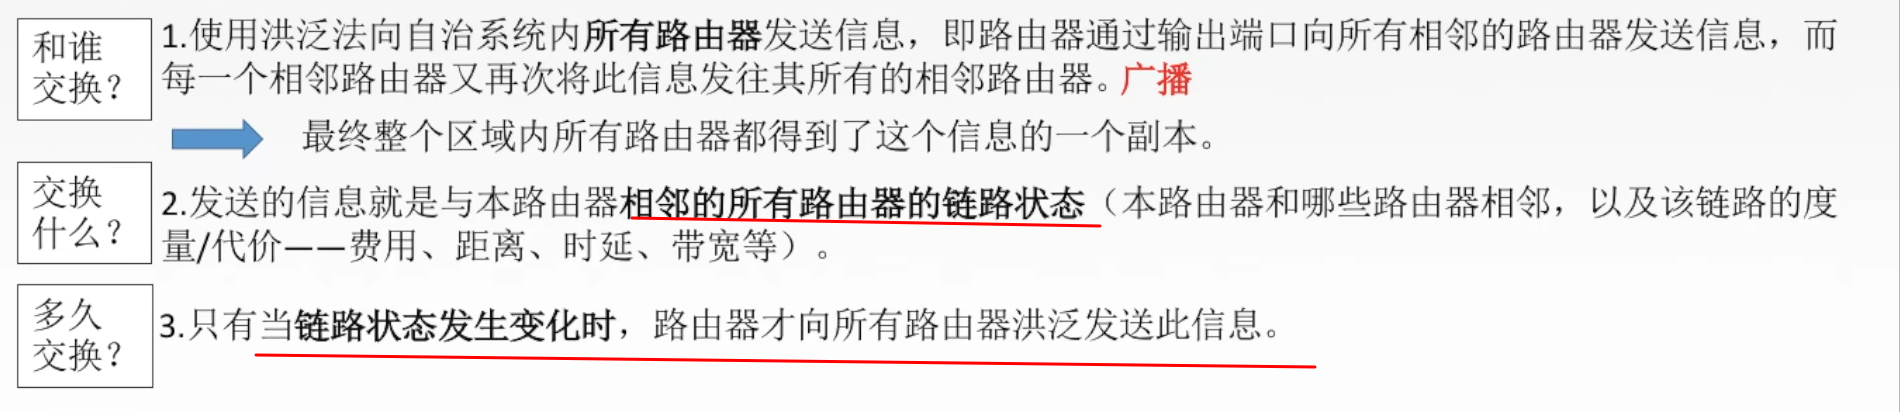 和谁
交换？
1.使用洪泛法向自治系统内所有路由器发送信息，即路由器通过输出端口向所有相邻的路由器发送信息，而
每一个相邻路由器又再次将此信息发往其所有的相邻路由器。广播
最终整个区域内所有路由器都得到了这个信息的一个副本。
交换
什么？
2.发送的信息就是与本路由器相邻的所有路由器的链路状态（本路由器和哪些路由器相邻，以及该链路的度
量/代价——费用、距离、时延、带宽等）。
多久
交换？
3.只有当链路状态发生变化时，路由器才向所有路由器洪泛发送此信息。